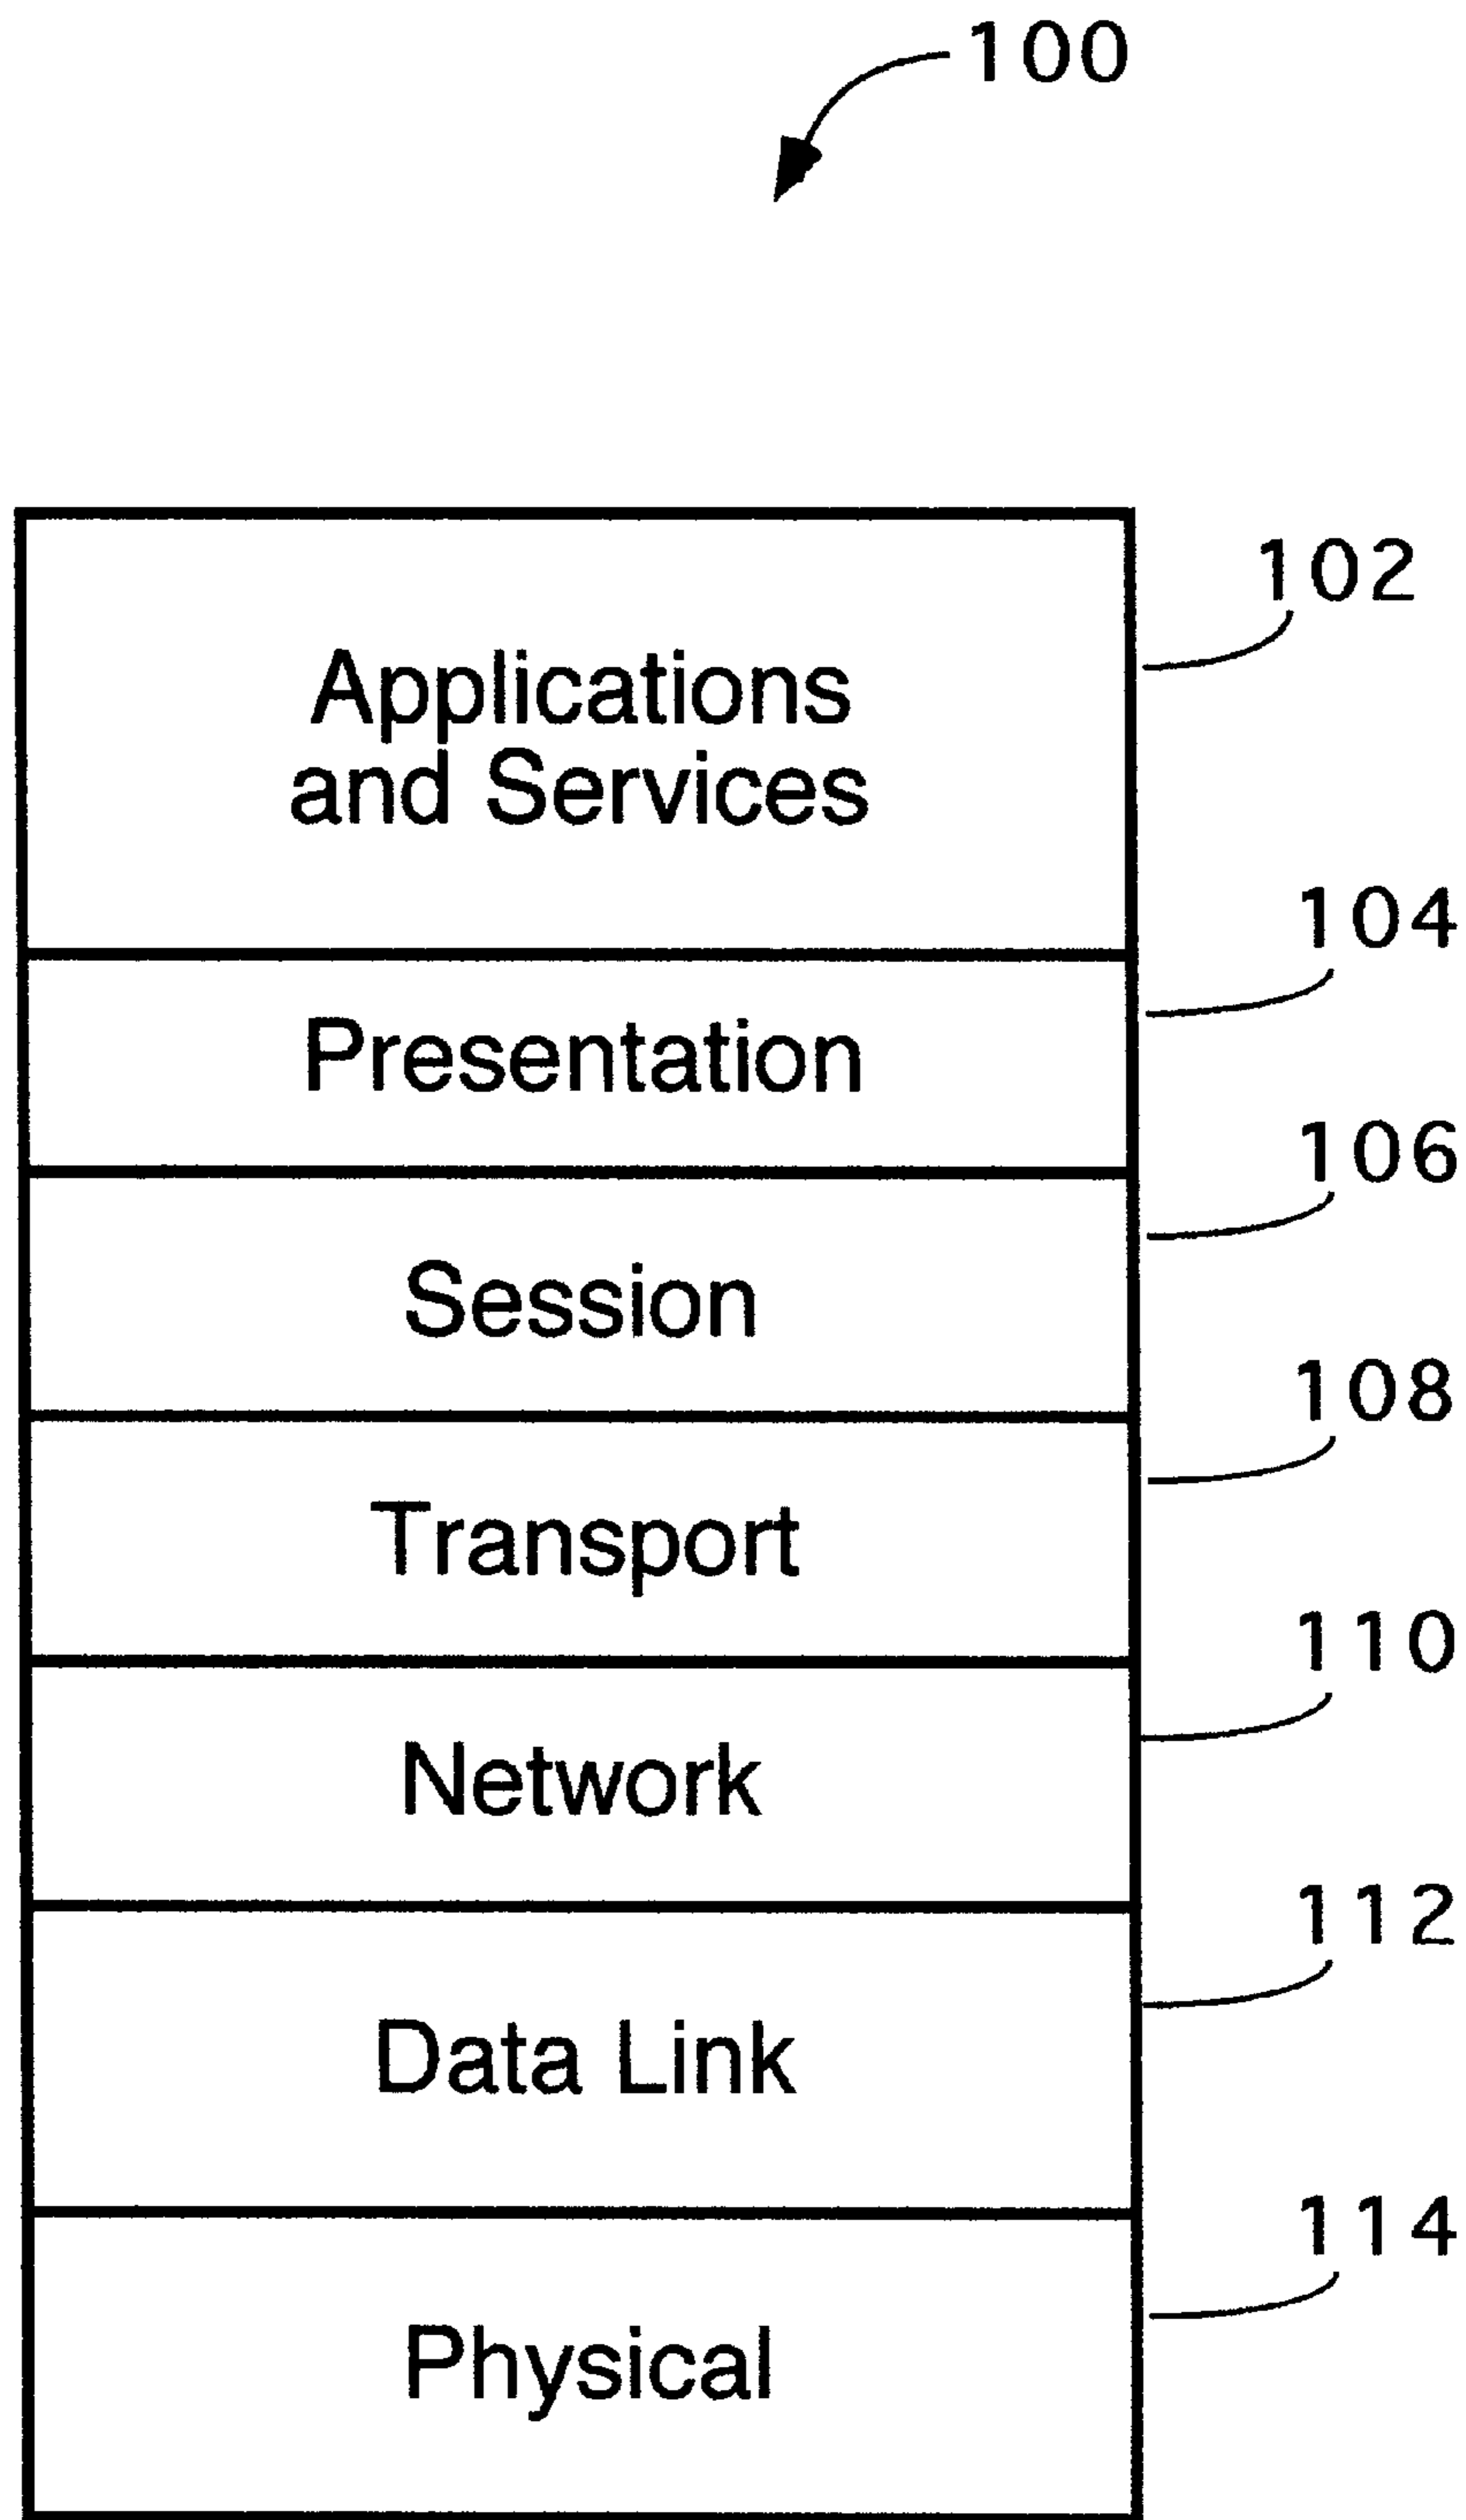 100
102
Applications
and Services
104
Presentation
106
Session
108
Transport
110
Network
112
Data Link
114
Physical